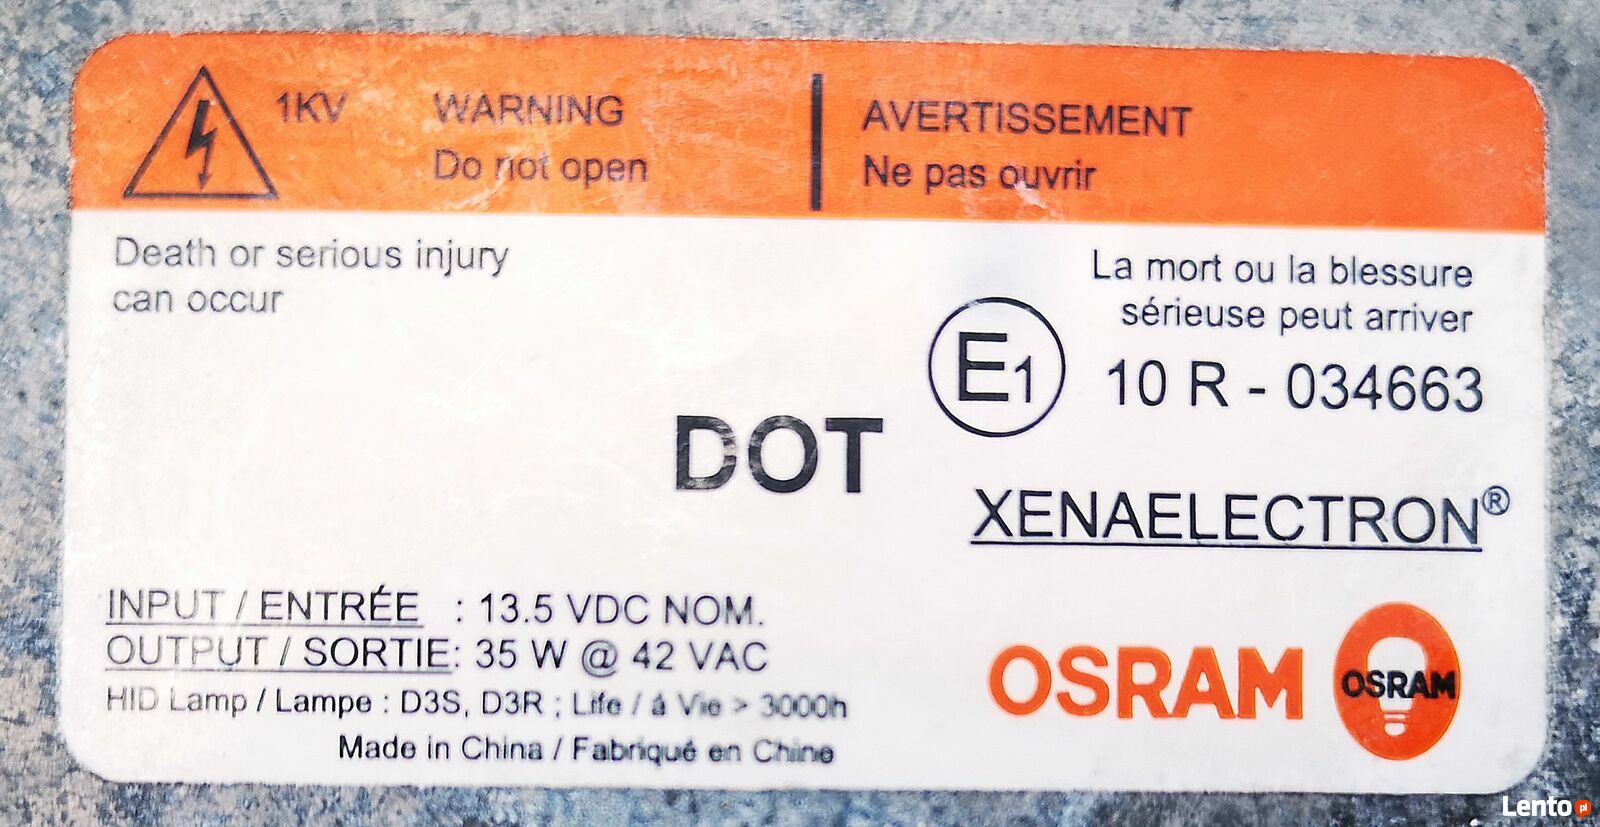 1KV
WARNING
Do not open
AVERTISSEMENT
Ne pas ouvrir
Death or serious injury
can occur
La mort ou la blessure
sérieuse peut arriver
E1
10 R - 034663
DOT
XENAELECTRON®
INPUT / ENTRÉE : 13.5 VDC NOM.
OUTPUT / SORTIE: 35 W @ 42 VAC
HID Lamp / Lampe : D3S, D3R ; Life / á Vie > 3000h
Made in China / Fabriqué en Chine
OSRAM
OSRAM
Lento pl